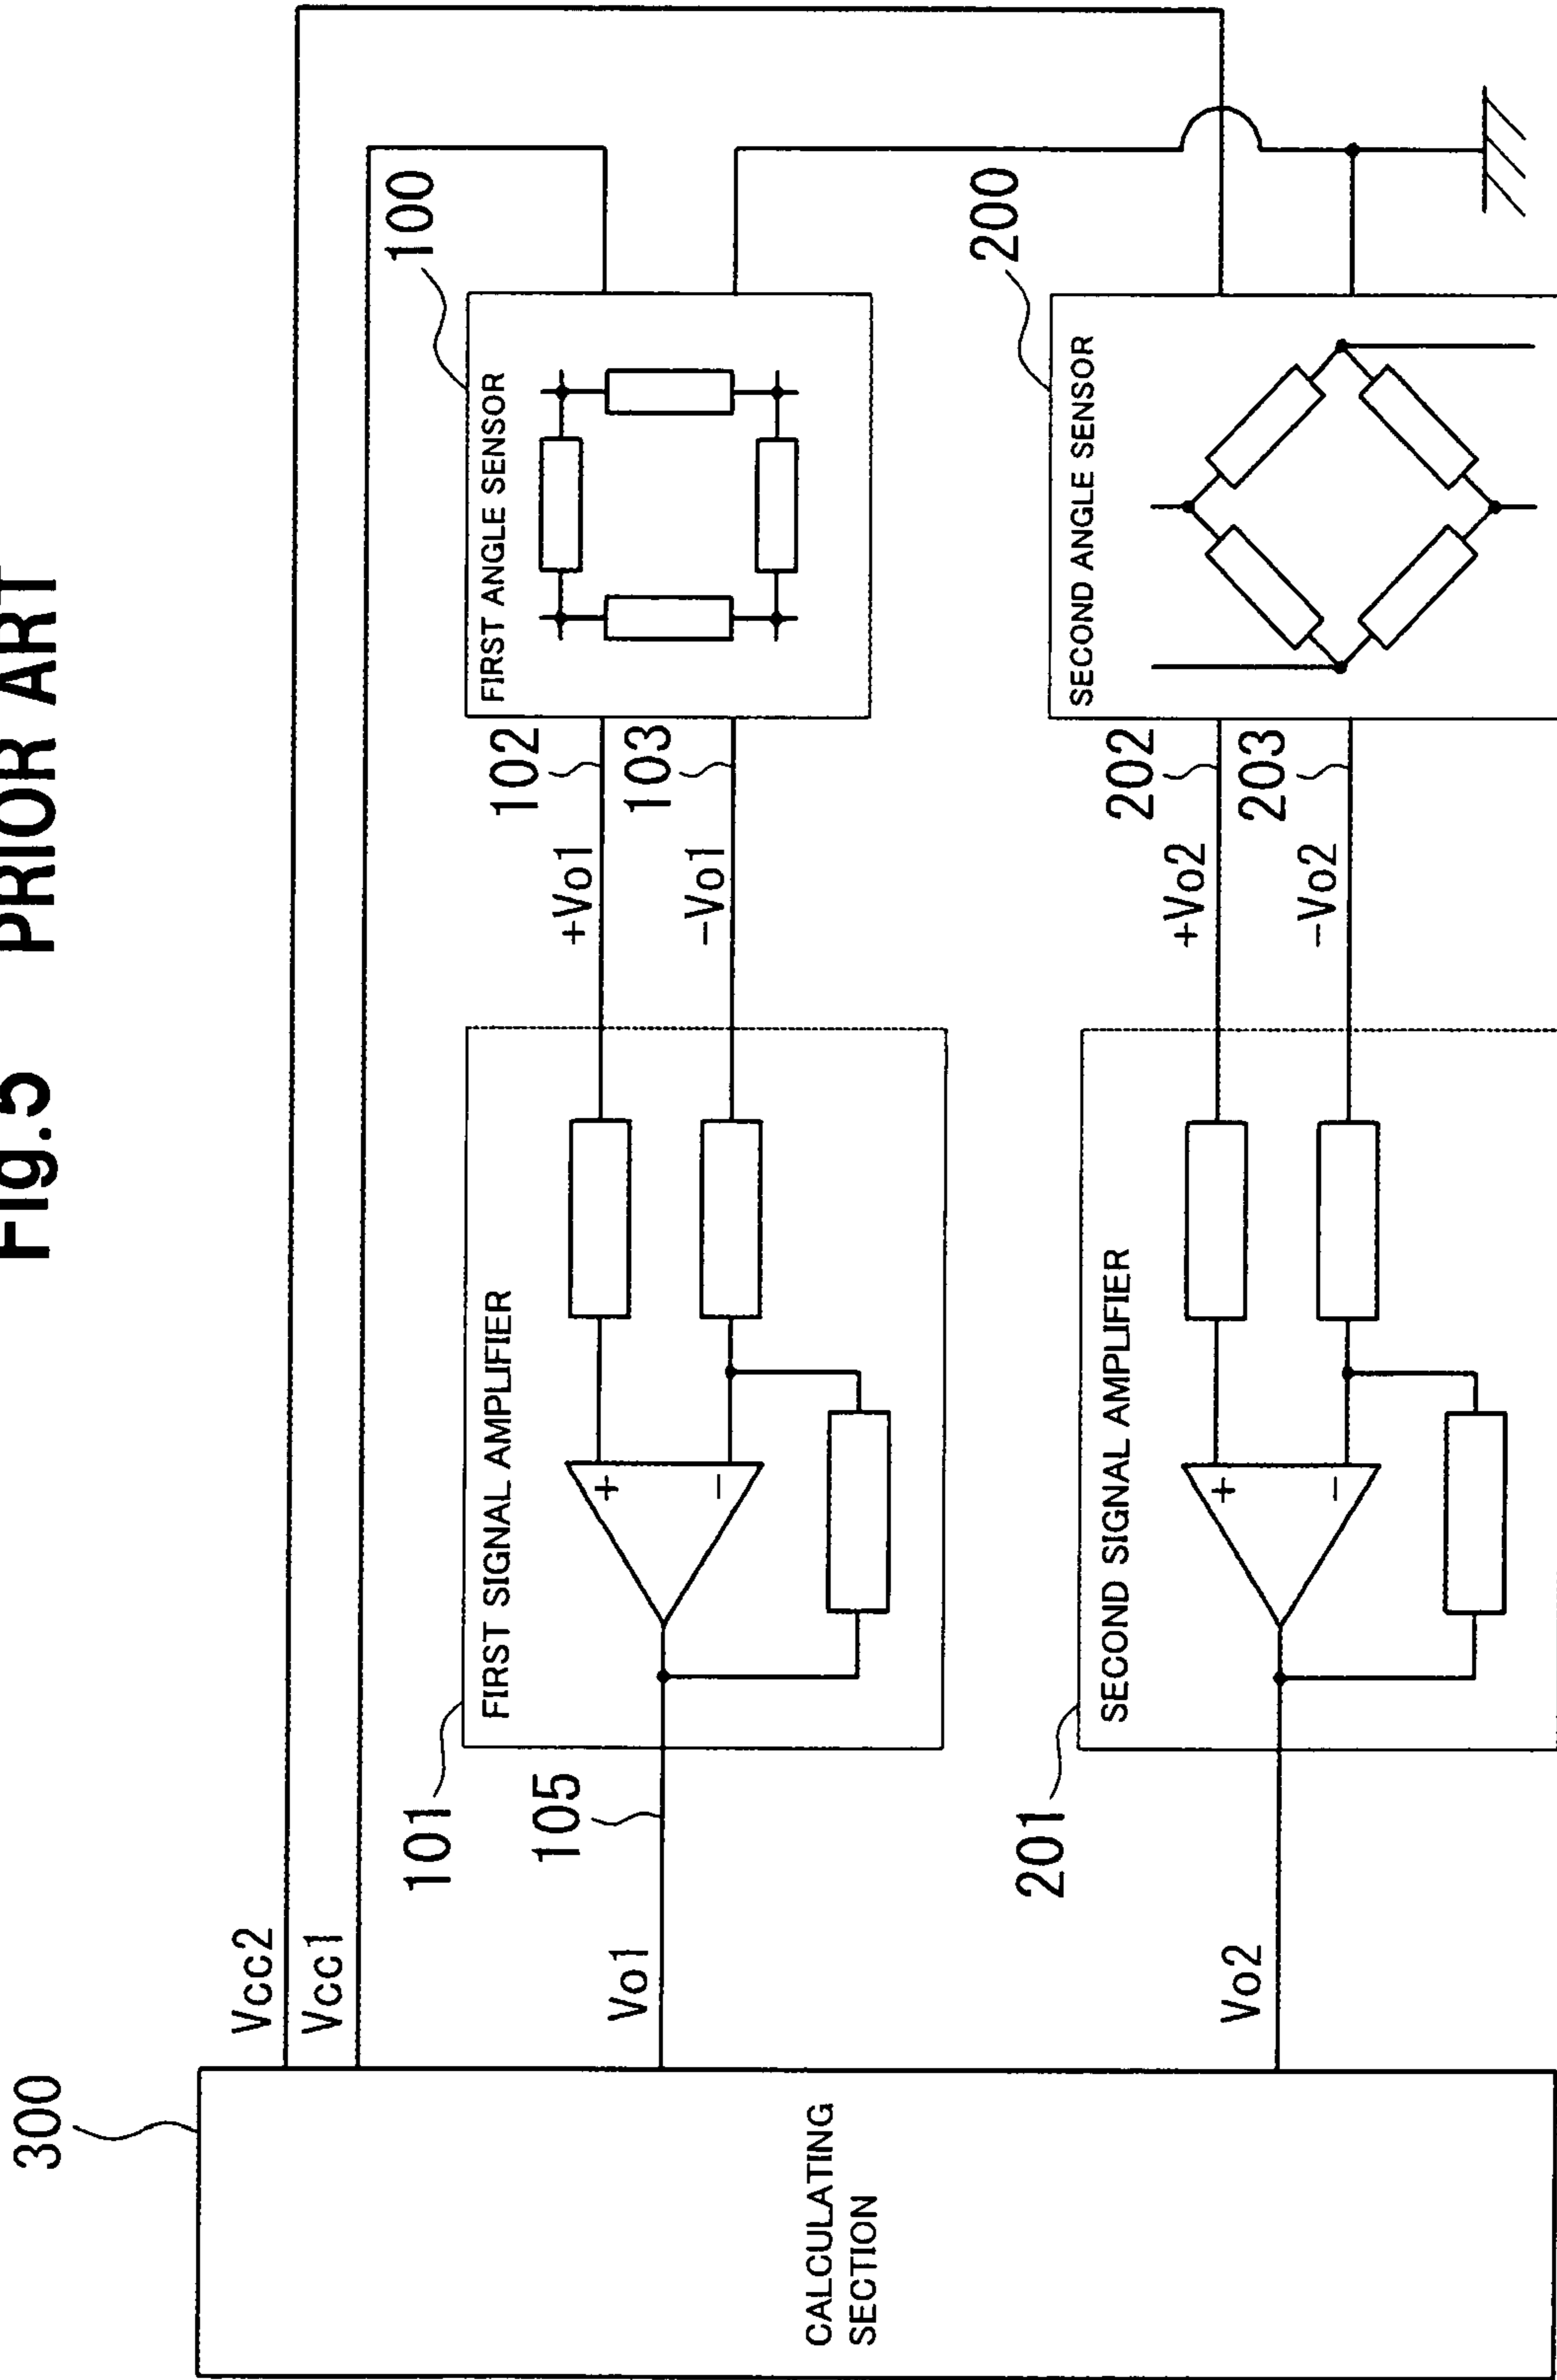 Fig.5 PRIOR ART
300
Vcc2
Vcc1
CALCULATING
SECTION
101
FIRST SIGNAL AMPLIFIER
+
−
105
Vo1
+Vo1
−Vo1
102
103
100
FIRST ANGLE SENSOR
201
SECOND SIGNAL AMPLIFIER
+
−
Vo2
+Vo2
−Vo2
202
203
200
SECOND ANGLE SENSOR